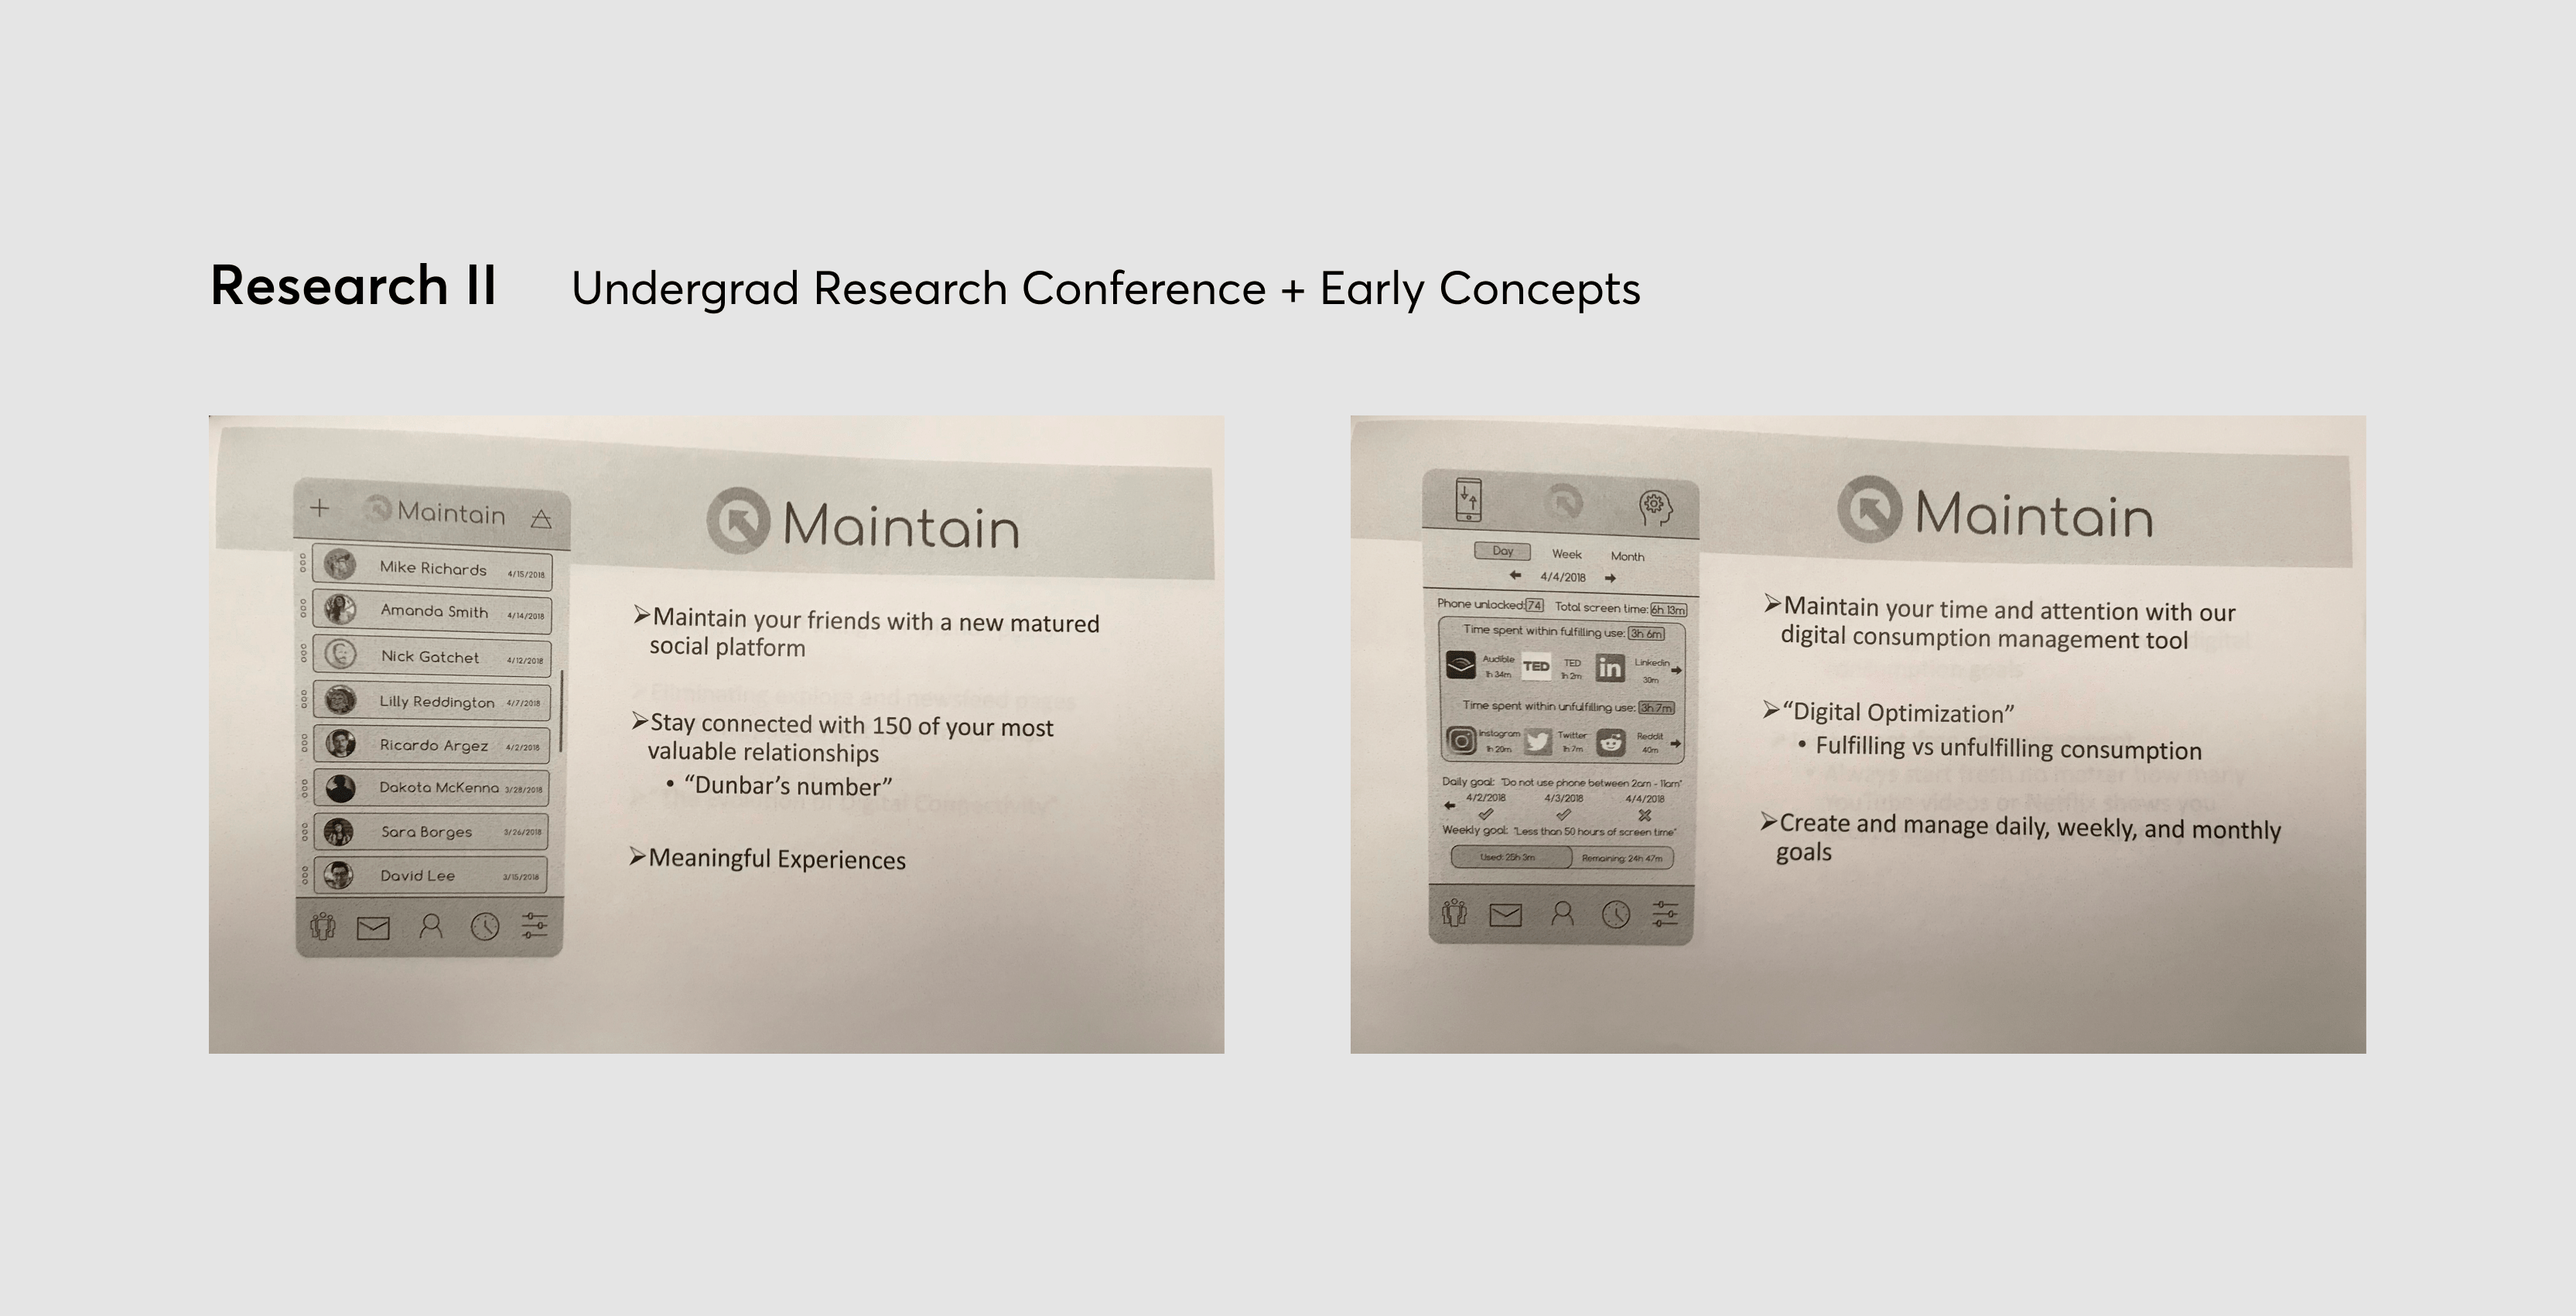 Research II
Undergrad Research Conference + Early Concepts
Maintain
Mike Richards 4/15/2018
Amanda Smith 4/14/2018
Nick Gatchet 4/12/2018
Lilly Reddington 4/7/2018
Ricardo Argez 4/2/2018
Dakota McKenna 3/28/2018
Sara Borges 3/26/2018
David Lee 3/15/2018
Maintain
➢Maintain your friends with a new matured
social platform
➢Stay connected with 150 of your most
valuable relationships
• “Dunbar’s number”
➢Meaningful Experiences
Day Week Month
4/4/2018
Phone unlocked: 74 Total screen time: 6h 13m
Time spent within fulfilling use: 3h 6m
Audible
1h 34m
TED
TED
1h 2m
in
Linkedin
30m
Time spent within unfulfilling use: 3h 7m
Instagram
1h 20m
Twitter
1h 7m
Reddit
40m
Daily goal: "Do not use phone between 2am - 11am"
4/2/2018 4/3/2018 4/4/2018
Weekly goal: "Less than 50 hours of screen time"
Used: 25h 3m Remaining: 24h 47m
Maintain
➢Maintain your time and attention with our
digital consumption management tool
➢“Digital Optimization”
• Fulfilling vs unfulfilling consumption
➢Create and manage daily, weekly, and monthly
goals